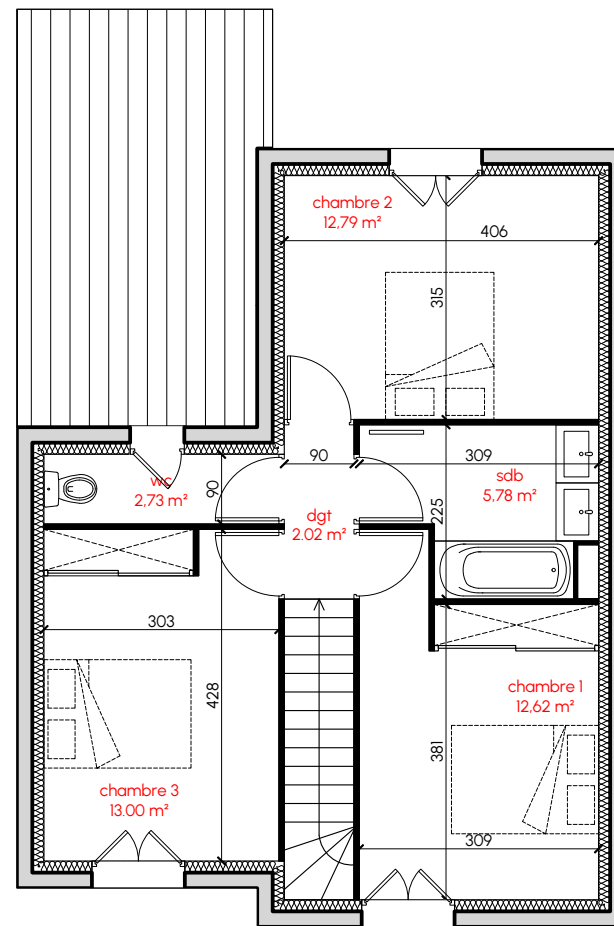 chambre 2
12,79 m²
406
315
90
309
wc
2,73 m²
90
sdb
5,78 m²
dgt
2.02 m²
225
303
428
chambre 1
12,62 m²
381
chambre 3
13.00 m²
309